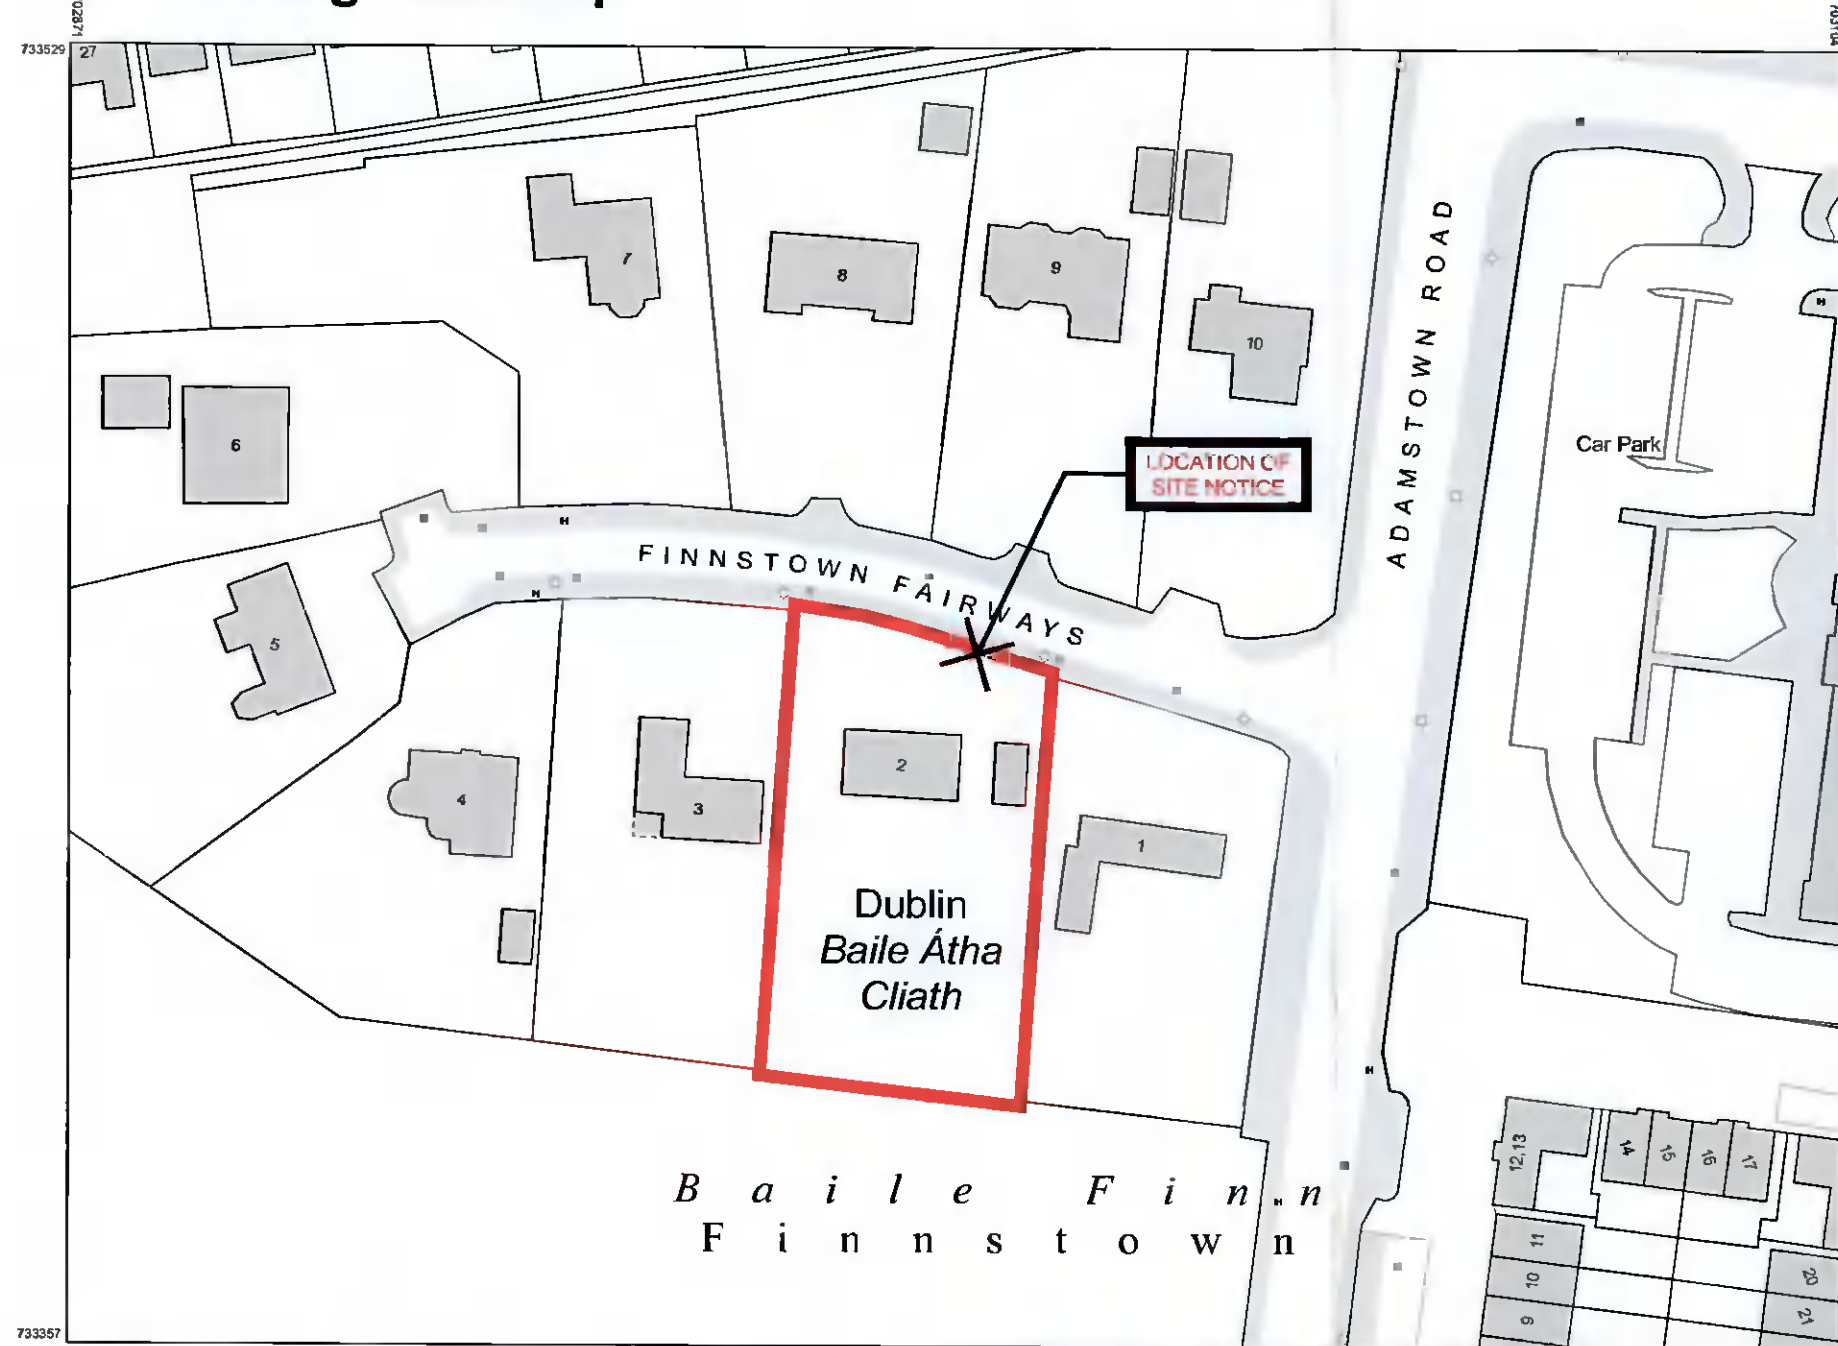 733529
27
7
8
9
10
6
LOCATION OF
SITE NOTICE
ADAMSTOWN ROAD
Car Park
H
H
FINNSTOWN FAIRWAYS
H
5
4
3
2
1
Dublin
Baile Átha
Cliath
H
Baile Finn
H
Finnstown
12,13
14
15
16
17
11
10
9
20
21
733357